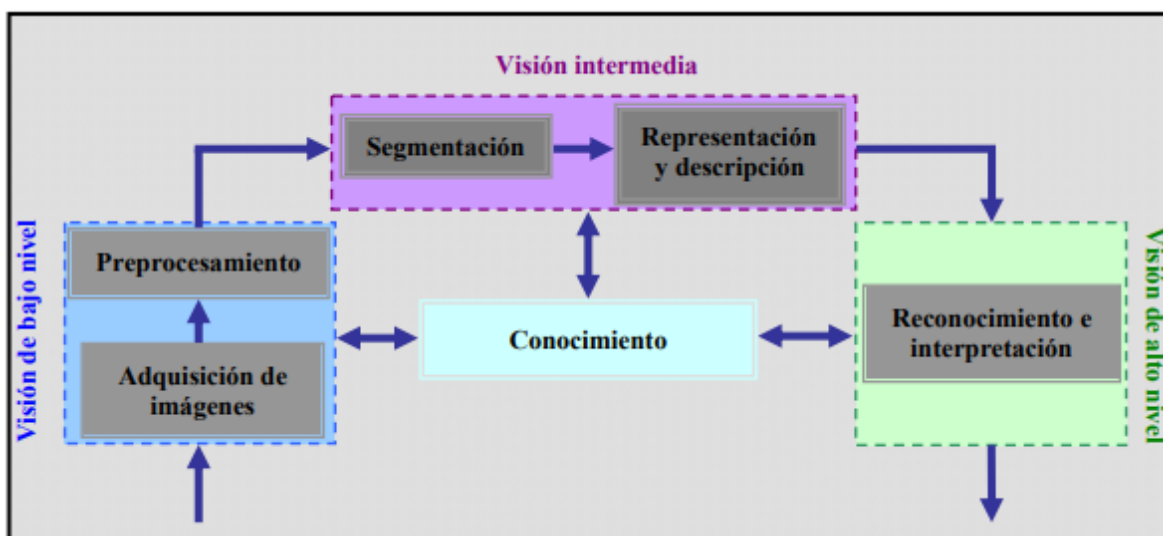 Visión intermedia
Segmentación
Representación
y descripción
Visión de bajo nivel
Preprocesamiento
Adquisición de
imágenes
Conocimiento
Reconocimiento e
interpretación
Visión de alto nivel